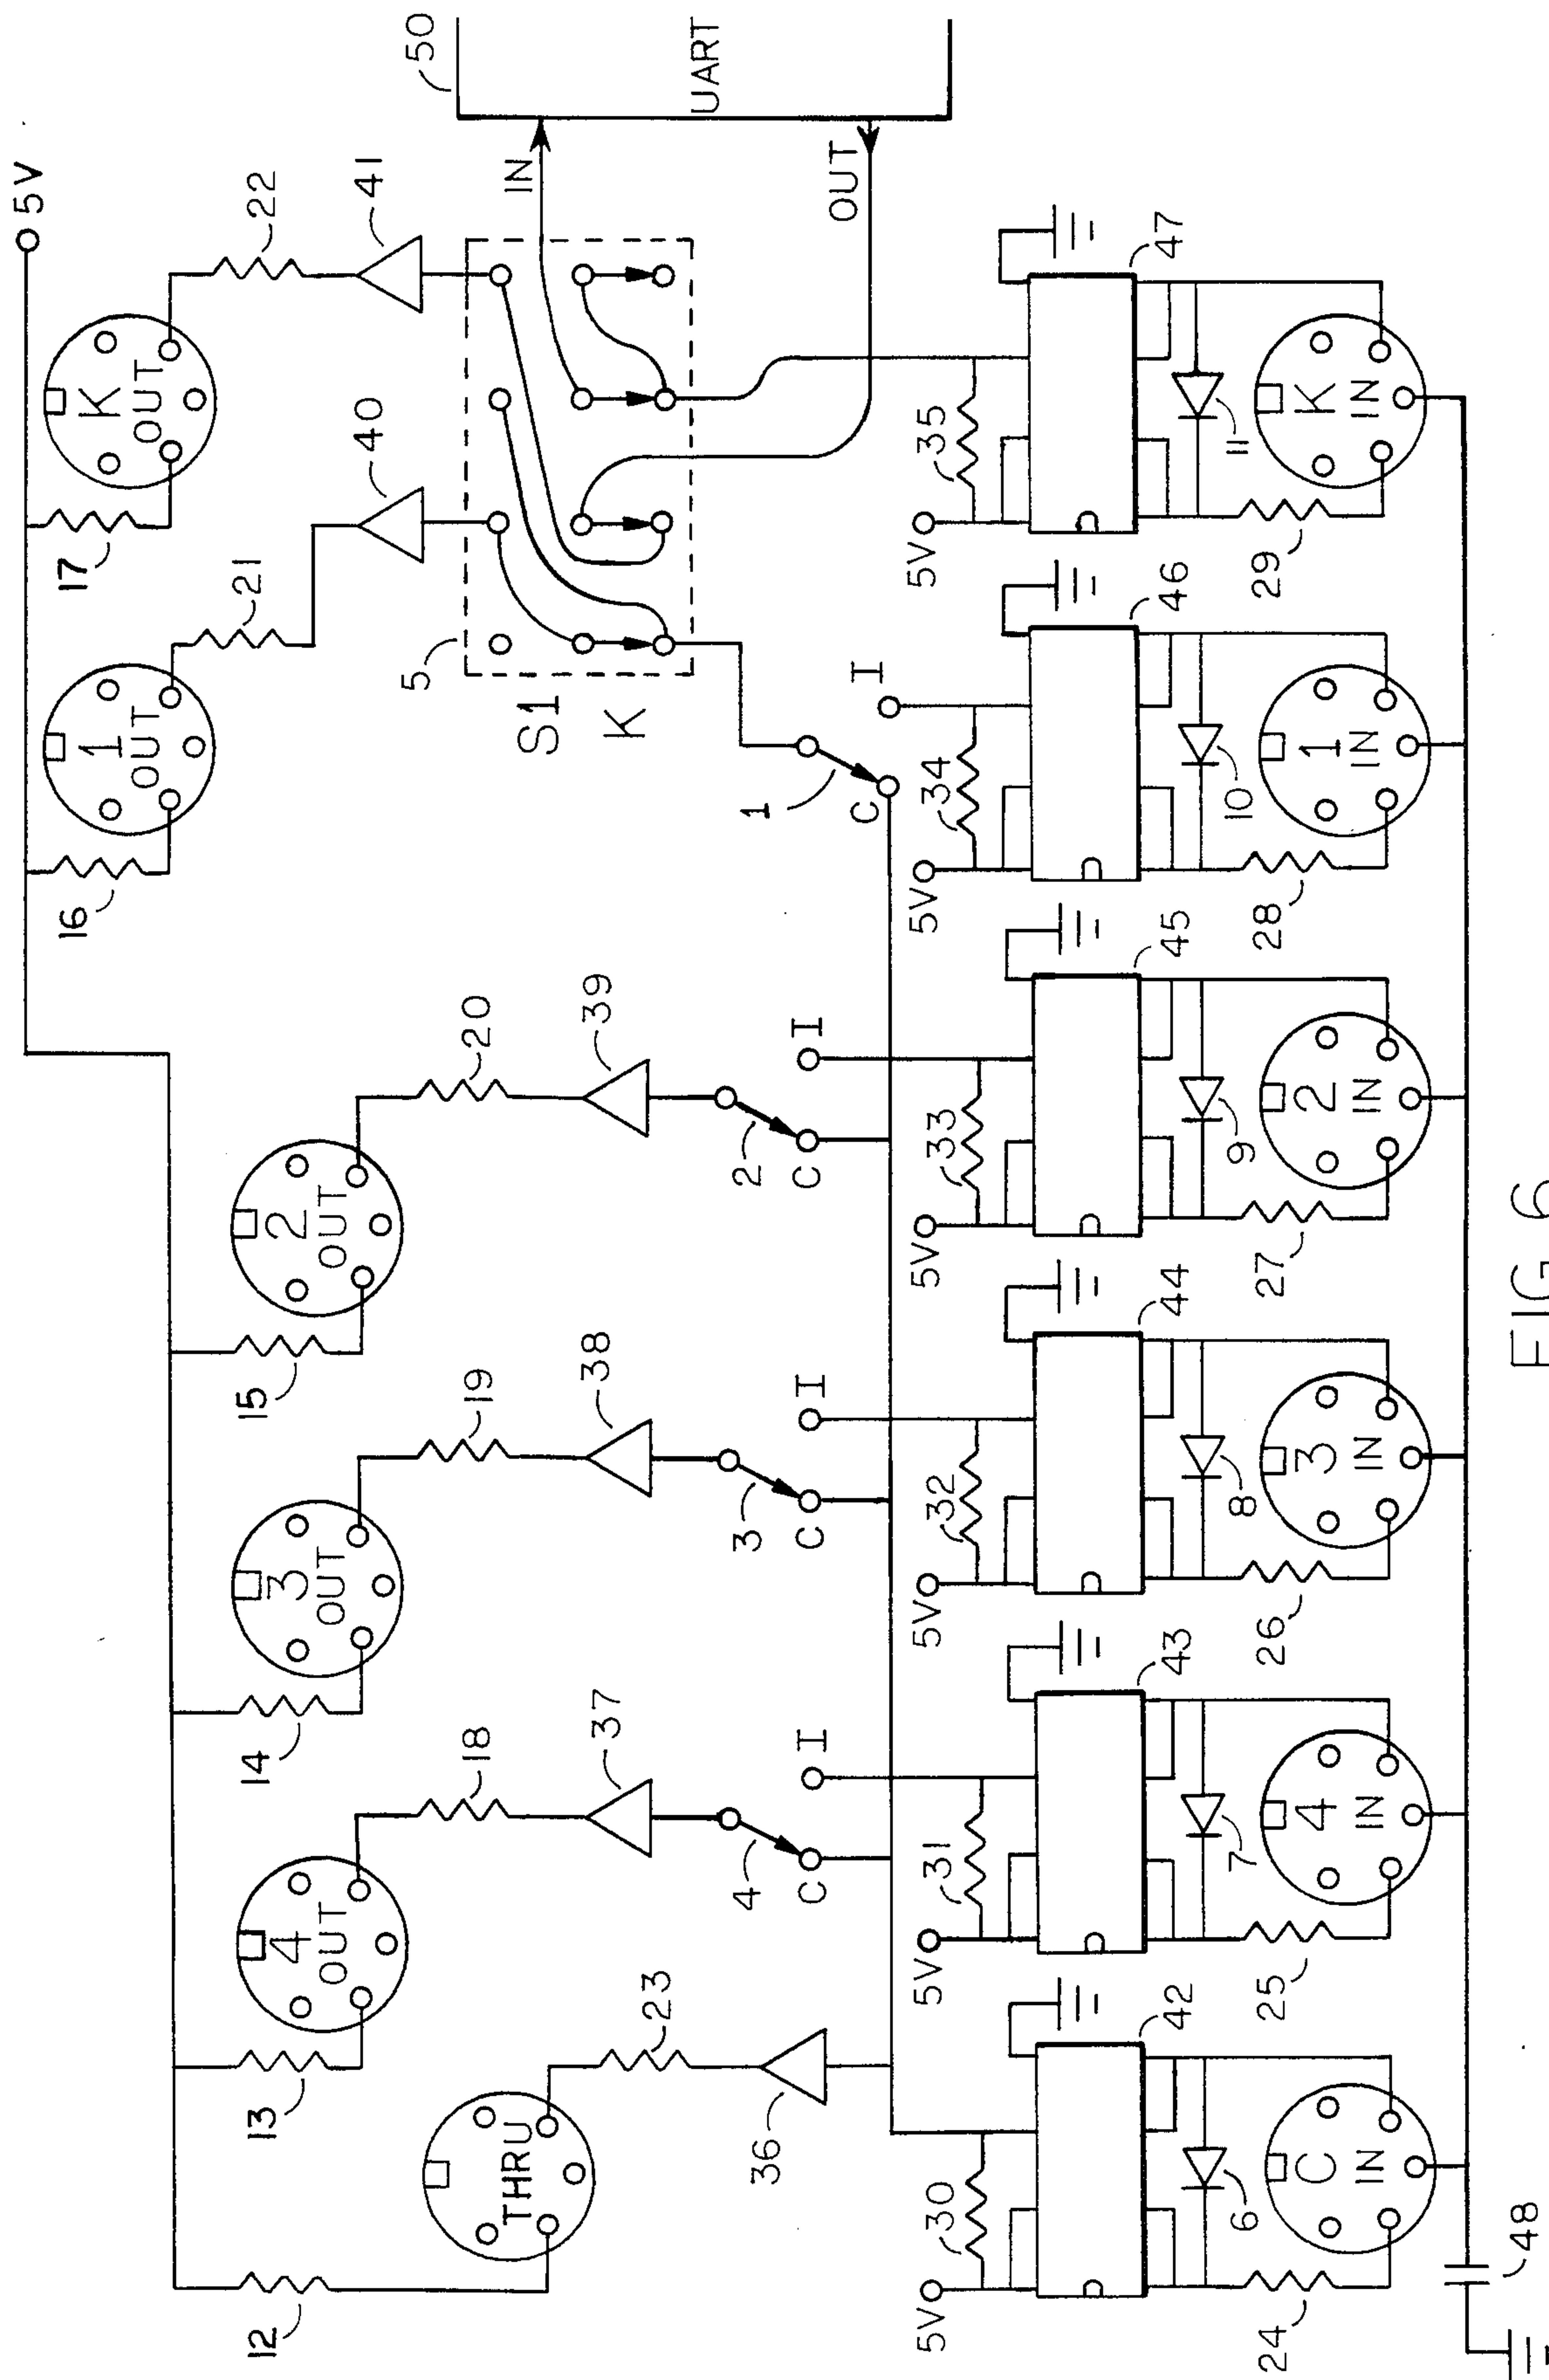 5V
50
UART
IN
OUT
K
OUT
1
OUT
2
OUT
3
OUT
4
OUT
THRU
17
22
41
16
21
40
15
20
39
14
19
38
13
18
37
12
23
36
5
S1
K
1
C
I
2
C
I
3
C
I
4
C
I
5V
35
47
5V
34
46
5V
33
45
5V
32
44
5V
31
43
5V
30
42
11
29
K
IN
10
28
1
IN
9
27
2
IN
8
26
3
IN
7
25
4
IN
6
24
C
IN
48
FIG 6